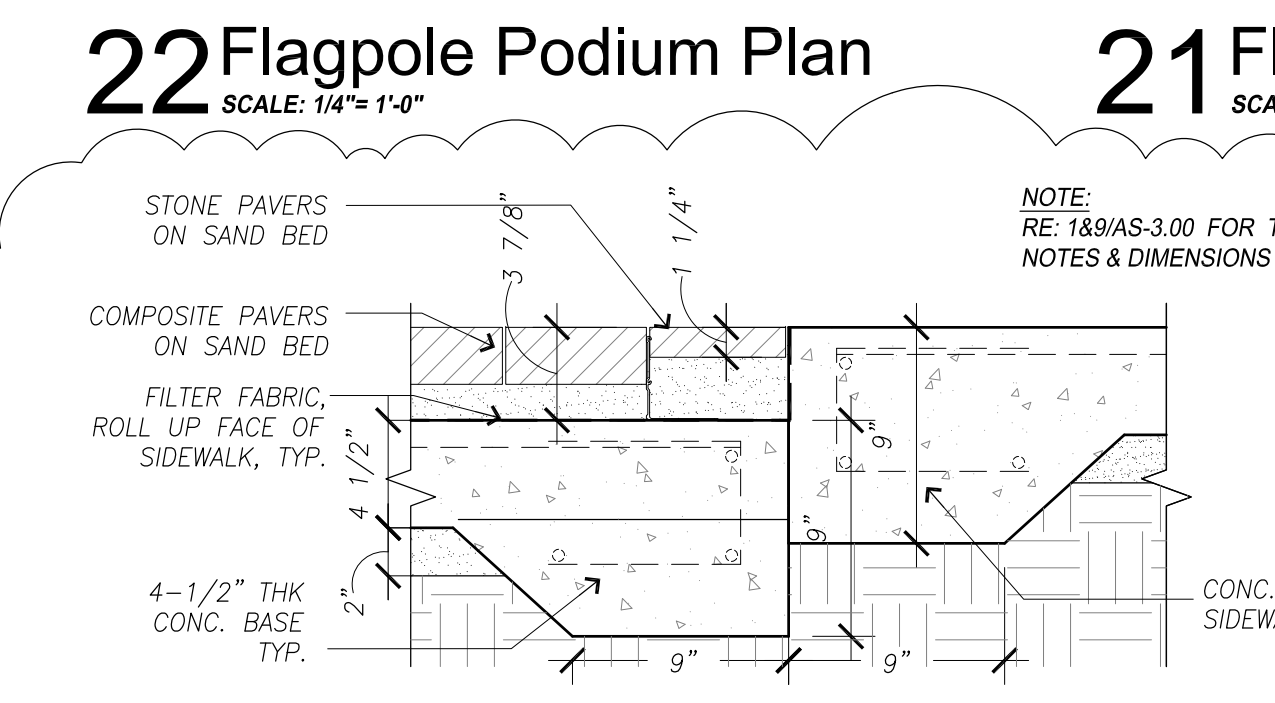 22 Flagpole Podium Plan
SCALE: 1/4"= 1'-0"
21
STONE PAVERS
ON SAND BED
COMPOSITE PAVERS
ON SAND BED
FILTER FABRIC,
ROLL UP FACE OF
SIDEWALK, TYP.
4-1/2" THK
CONC. BASE
TYP.
3 7/8"
1 1/4"
4 1/2"
2"
9"
9"
9"
9"
NOTE:
RE: 1&9/AS-3.00 FOR
NOTES & DIMENSIONS
CONC.